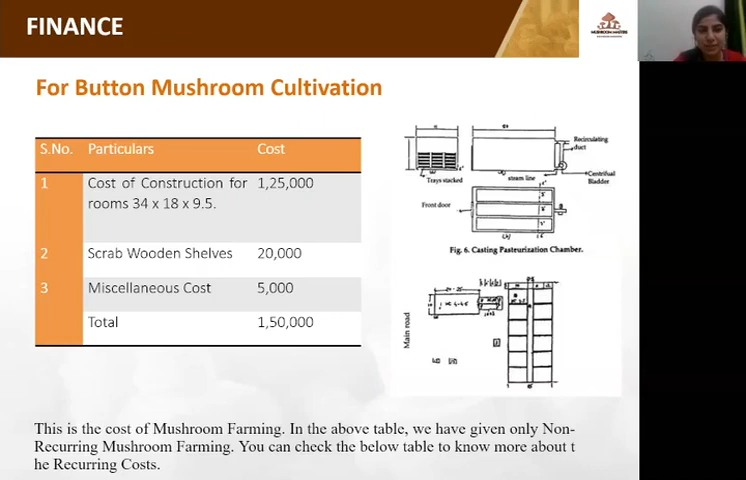 FINANCE
MUSHROOM MASTERS
For Button Mushroom Cultivation
S.No. Particulars Cost
1 Cost of Construction for 1,25,000
rooms 34 x 18 x 9.5.
2 Scrab Wooden Shelves 20,000
3 Miscellaneous Cost 5,000
Total 1,50,000
Recirculating
duct
Trays stacked
steam line
Centrifual
Bladder
Front door
Fig. 6. Casting Pasteurization Chamber.
Main road
This is the cost of Mushroom Farming. In the above table, we have given only Non-
Recurring Mushroom Farming. You can check the below table to know more about t
he Recurring Costs.